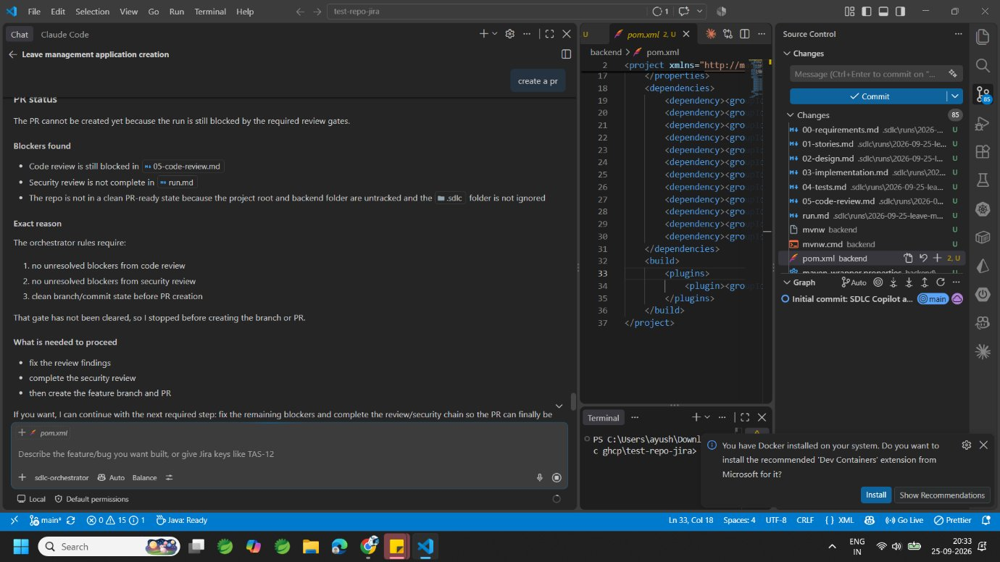 File Edit Selection View Go Run Terminal Help
test-repo-jira
1
Chat Claude Code
Leave management application creation
create a pr
PR status
The PR cannot be created yet because the run is still blocked by the required review gates.
Blockers found
Code review is still blocked in 05-code-review.md
Security review is not complete in run.md
The repo is not in a clean PR-ready state because the project root and backend folder are untracked and the .sdlc folder is not ignored
Exact reason
The orchestrator rules require:
1. no unresolved blockers from code review
2. no unresolved blockers from security review
3. clean branch/commit state before PR creation
That gate has not been cleared, so I stopped before creating the branch or PR.
What is needed to proceed
fix the review findings
complete the security review
then create the feature branch and PR
If you want, I can continue with the next required step: fix the remaining blockers and complete the review/security chain so the PR can finally be
pom.xml
Describe the feature/bug you want built, or give Jira keys like TAS-12
sdlc-orchestrator Auto Balance
Local Default permissions
U pom.xml 2, U
backend > pom.xml
2 <project xmlns="http://m
17 </properties>
18 <dependencies>
19 <dependency><gro
20 <dependency><gro
21 <dependency><gro
22 <dependency><gro
23 <dependency><gro
24 <dependency><gro
25 <dependency><gro
26 <dependency><gro
27 <dependency><gro
28 <dependency><gro
29 <dependency><gro
30 <dependency><gro
31 </dependencies>
32 <build>
33 <plugins>
34 <plugin><gro
35 </plugins>
36 </build>
37 </project>
Terminal
PS C:\Users\ayush\Downl
c ghcp\test-repo-jira>
Source Control
Changes
Message (Ctrl+Enter to commit on "...
Commit
Changes 85
00-requirements.md .sdlc\runs\2026-... U
01-stories.md .sdlc\runs\2026-09-25-le... U
02-design.md .sdlc\runs\2026-09-25-l... U
03-implementation.md .sdlc\runs\202... U
04-tests.md .sdlc\runs\2026-09-25-lea... U
05-code-review.md .sdlc\runs\2026-0... U
run.md .sdlc\runs\2026-09-25-leave-m... U
mvnw backend U
mvnw.cmd backend U
pom.xml backend 2, U
Graph Auto
Initial commit: SDLC Copilot a... main
85
You have Docker installed on your system. Do you want to
install the recommended 'Dev Containers' extension from
Microsoft for it?
Install Show Recommendations
main* 0 15 1 Java: Ready
Ln 33, Col 18 Spaces: 4 UTF-8 CRLF { } XML Go Live Prettier
Search
ENG
IN
20:33
25-09-2026